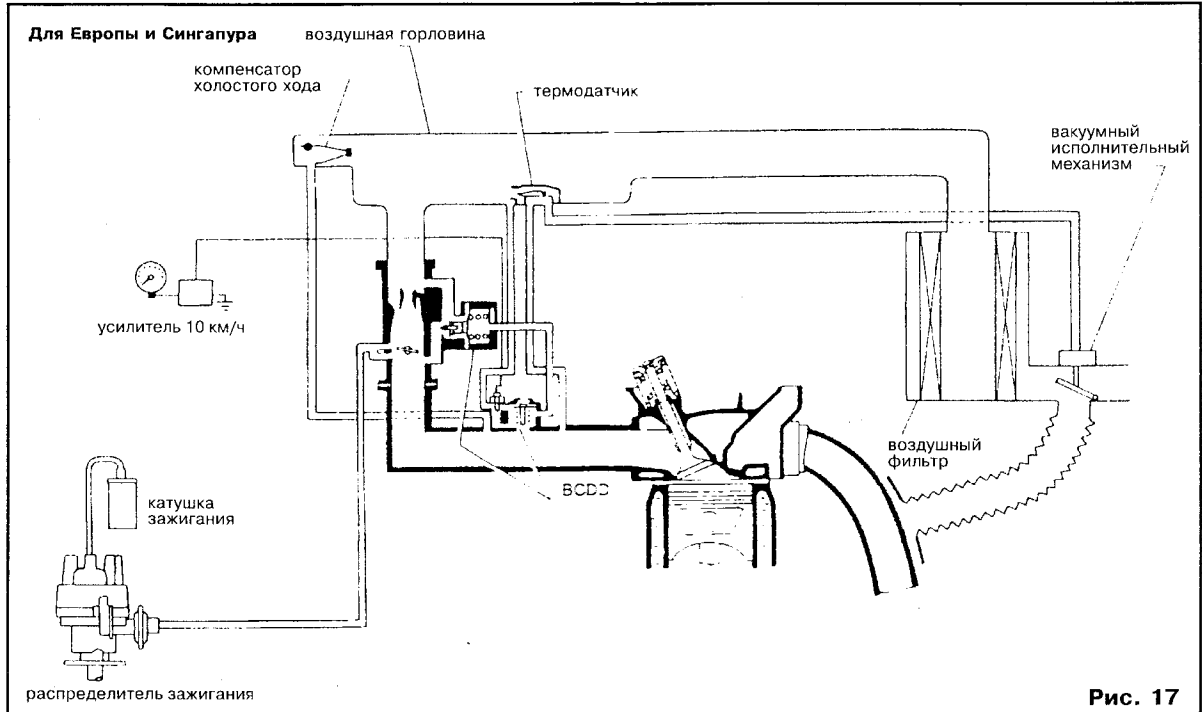 Для Европы и Сингапура
воздушная горловина
компенсатор
холостого хода
термодатчик
вакуумный
исполнительный
механизм
усилитель 10 км/ч
воздушный
фильтр
BCDD
катушка
зажигания
распределитель зажигания
Рис. 17